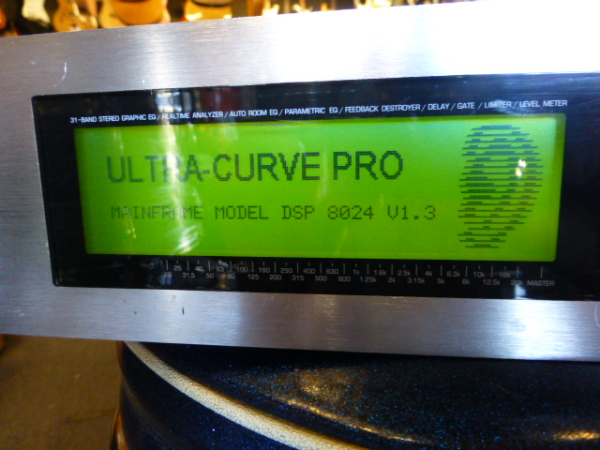 31-BAND STEREO GRAPHIC EQ / REALTIME ANALYZER / AUTO ROOM EQ / PARAMETRIC EQ / FEEDBACK DESTROYER / DELAY / GATE / LIMITER / LEVEL METER
ULTRA-CURVE PRO
MAINFRAME MODEL DSP 8024 V1.3
25 40 63 100 160 250 400 630 1k 1.6k 2.5k 4k 6.3k 10k 16k
31.5 50 80 125 200 315 500 800 1.25k 2k 3.15k 5k 8k 12.5k 20k MASTER